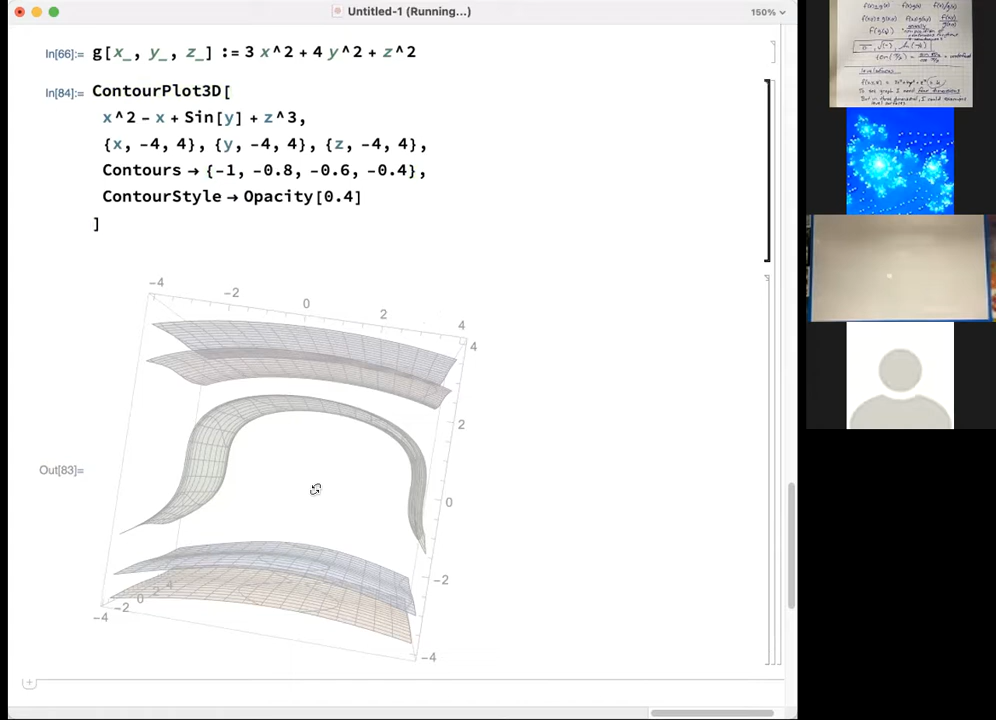 Untitled-1 (Running...)
150%
In[66]:= g[x_, y_, z_] := 3 x^2 + 4 y^2 + z^2
In[84]:= ContourPlot3D[
x^2 - x + Sin[y] + z^3,
{x, -4, 4}, {y, -4, 4}, {z, -4, 4},
Contours → {-1, -0.8, -0.6, -0.4},
ContourStyle → Opacity[0.4]
]
-4
-2
0
2
4
4
2
Out[83]=
0
-2
-4
-2
0
2
4
-4